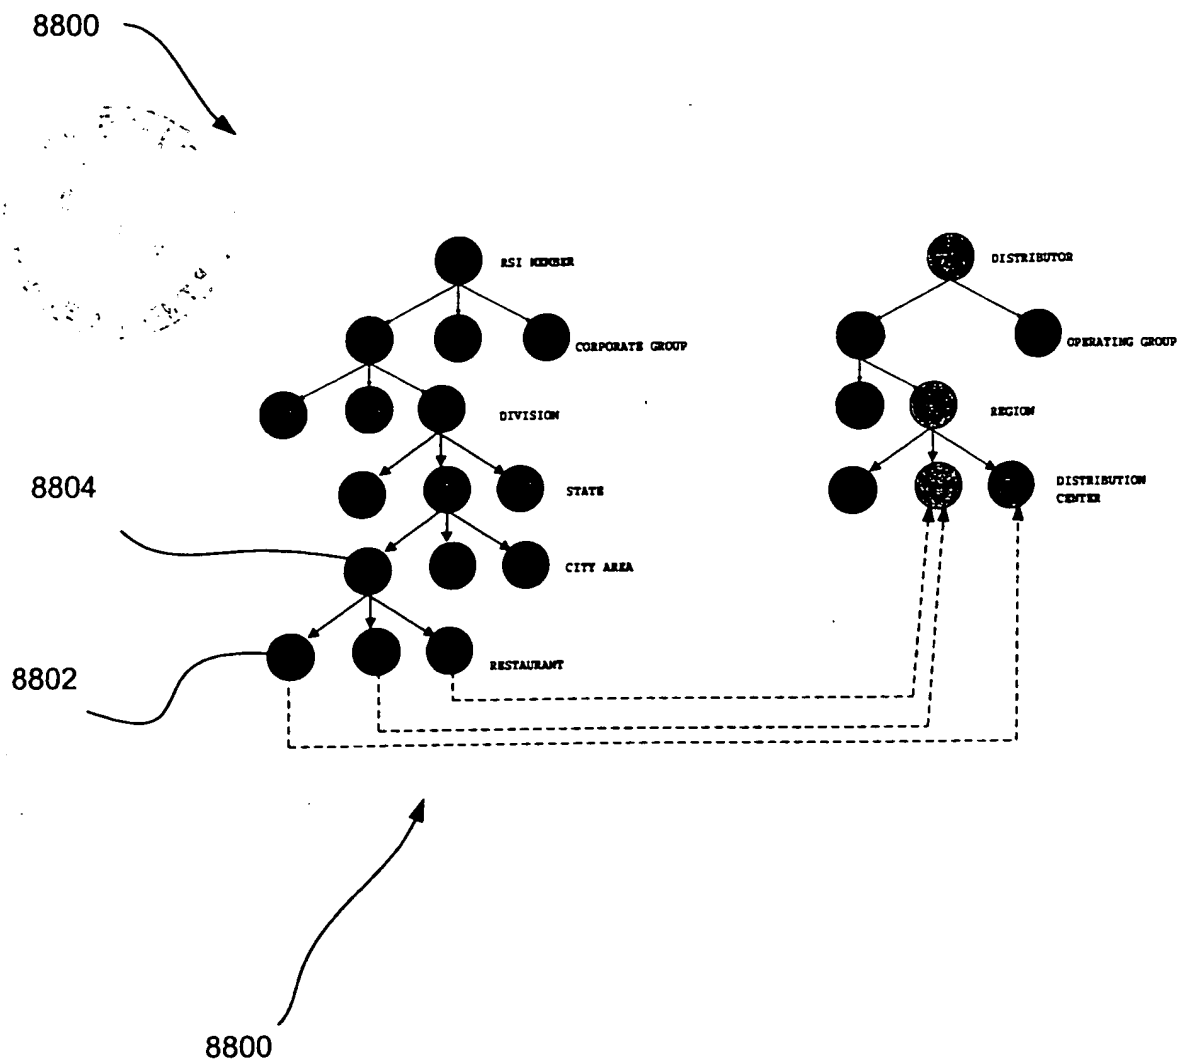 8800
RSI MEMBER
DISTRIBUTOR
CORPORATE GROUP
OPERATING GROUP
DIVISION
REGION
8804
STATE
DISTRIBUTION
CENTER
CITY AREA
8802
RESTAURANT
8800